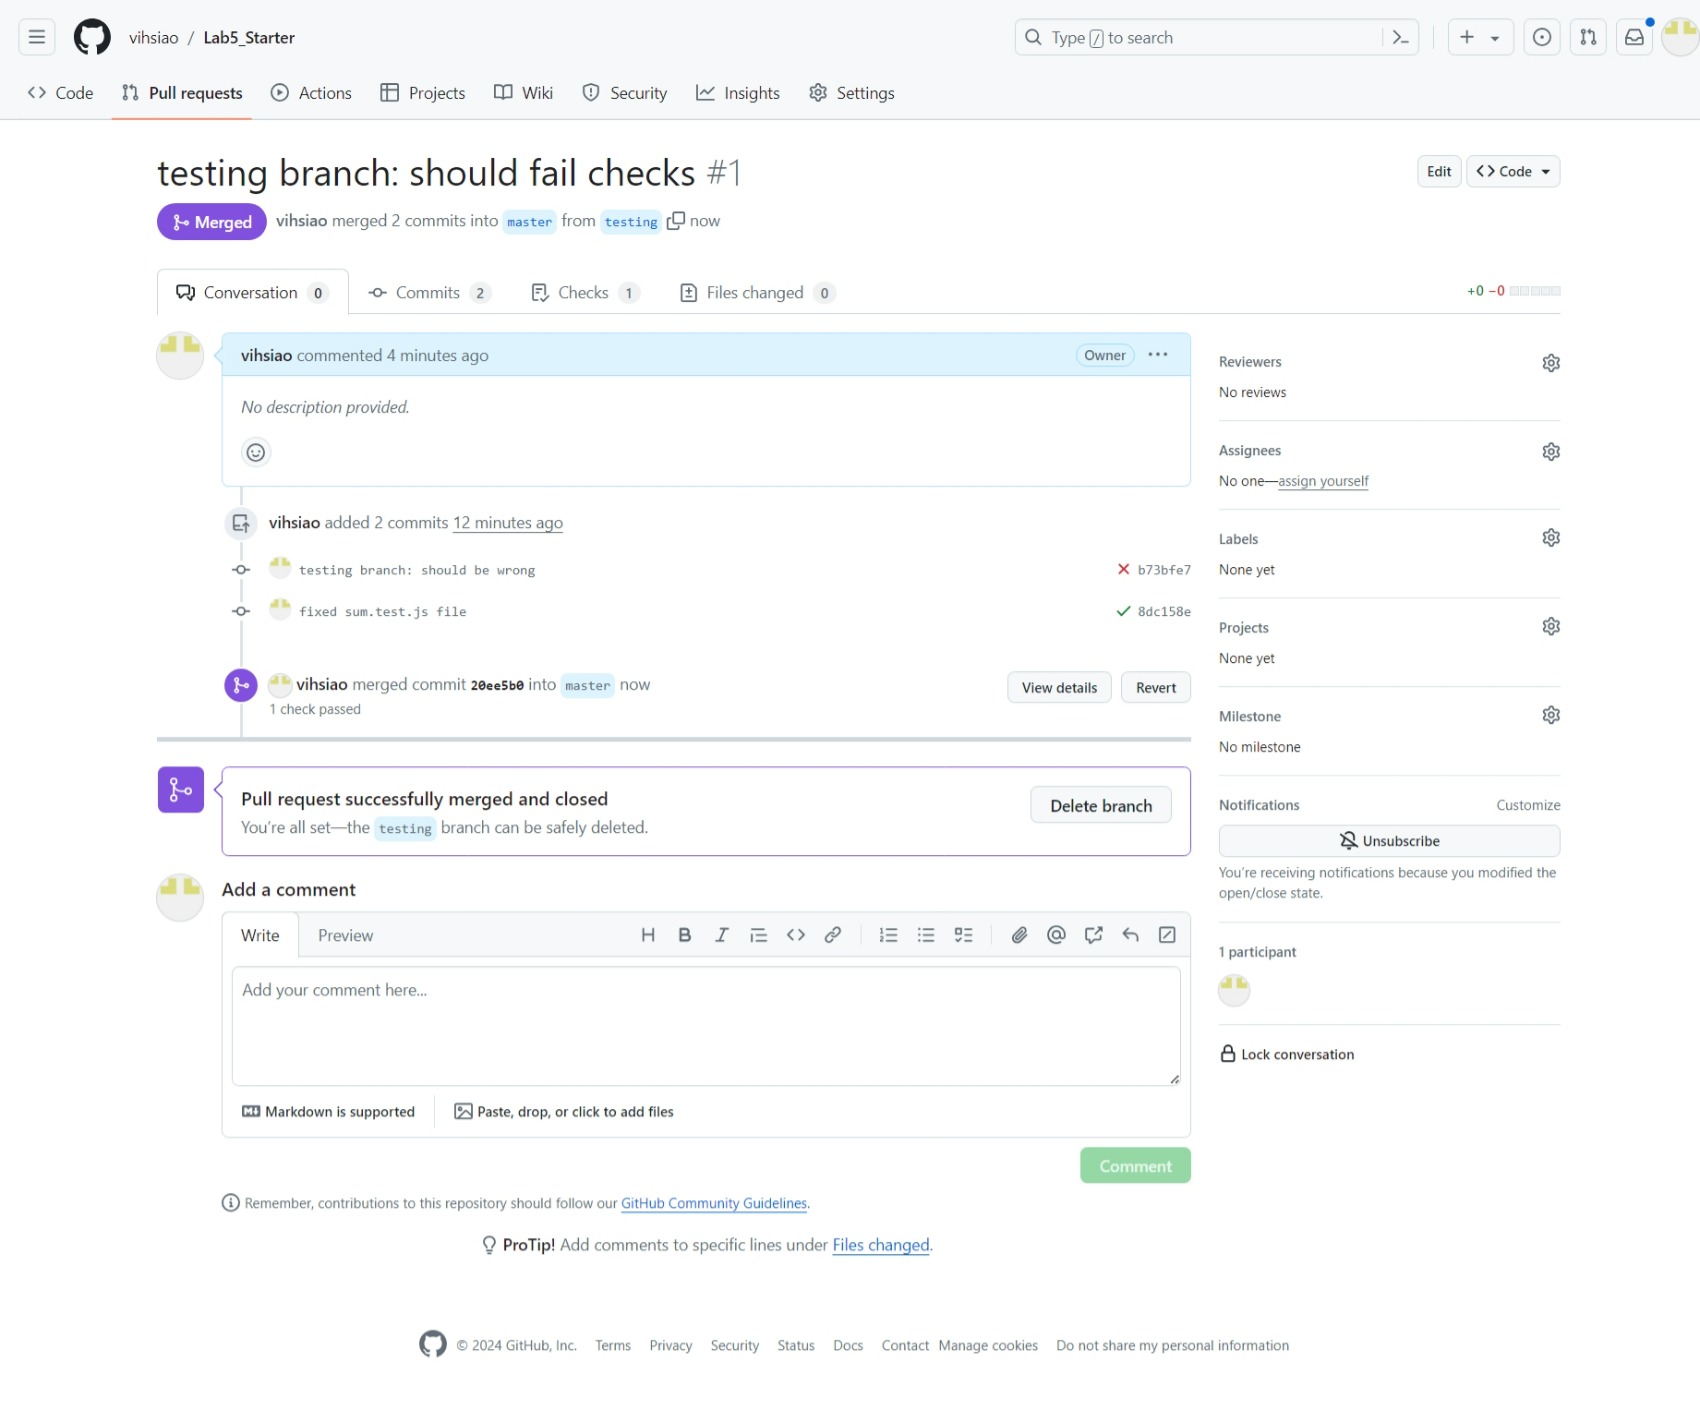 vihsiao / Lab5_Starter
Type / to search
Code
Pull requests
Actions
Projects
Wiki
Security
Insights
Settings
testing branch: should fail checks #1
Edit
Code
Merged
vihsiao merged 2 commits into master from testing now
Conversation 0
Commits 2
Checks 1
Files changed 0
+0 −0
vihsiao commented 4 minutes ago
Owner
No description provided.
vihsiao added 2 commits 12 minutes ago
testing branch: should be wrong
b73bfe7
fixed sum.test.js file
8dc158e
vihsiao merged commit 20ee5b0 into master now
1 check passed
View details
Revert
Pull request successfully merged and closed
You're all set—the testing branch can be safely deleted.
Delete branch
Add a comment
Write
Preview
Add your comment here...
Markdown is supported
Paste, drop, or click to add files
Comment
Remember, contributions to this repository should follow our GitHub Community Guidelines.
ProTip! Add comments to specific lines under Files changed.
Reviewers
No reviews
Assignees
No one—assign yourself
Labels
None yet
Projects
None yet
Milestone
No milestone
Notifications
Customize
Unsubscribe
You're receiving notifications because you modified the
open/close state.
1 participant
Lock conversation
© 2024 GitHub, Inc.
Terms
Privacy
Security
Status
Docs
Contact
Manage cookies
Do not share my personal information